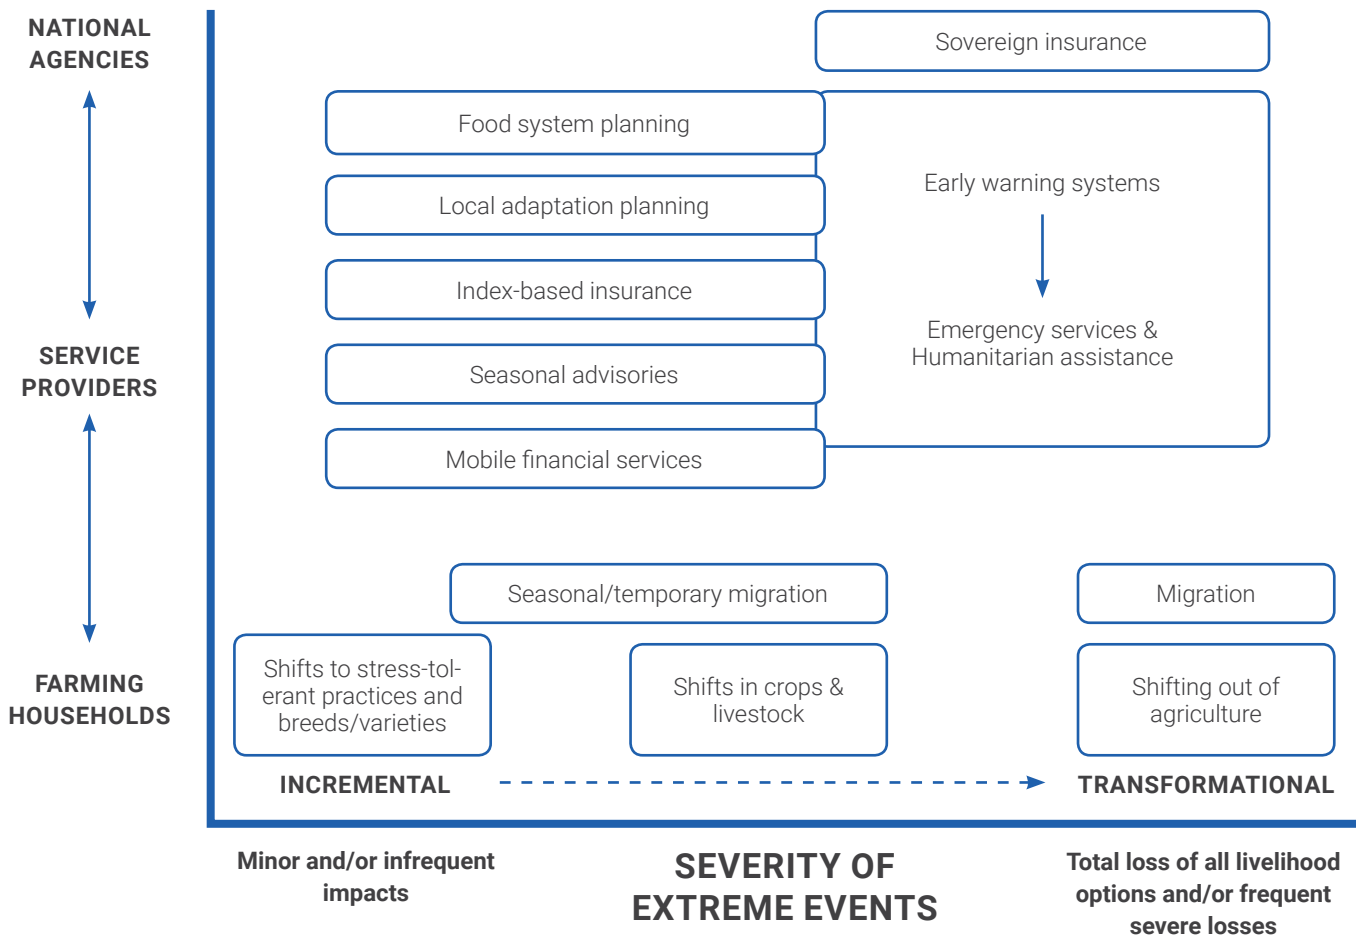 NATIONAL
AGENCIES
SERVICE
PROVIDERS
FARMING
HOUSEHOLDS
Sovereign insurance
Food system planning
Local adaptation planning
Index-based insurance
Seasonal advisories
Mobile financial services
Early warning systems
Emergency services &
Humanitarian assistance
Seasonal/temporary migration
Migration
Shifts to stress-tol-
erant practices and
breeds/varieties
Shifts in crops &
livestock
Shifting out of
agriculture
INCREMENTAL
TRANSFORMATIONAL
Minor and/or infrequent
impacts
SEVERITY OF
EXTREME EVENTS
Total loss of all livelihood
options and/or frequent
severe losses